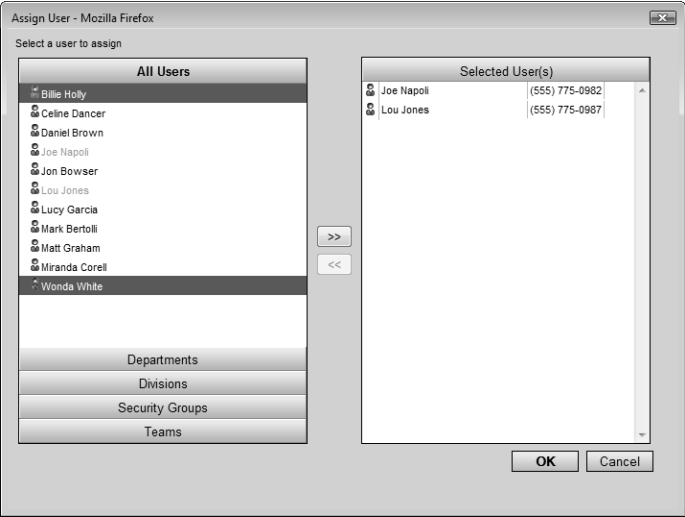 Assign User - Mozilla Firefox
Select a user to assign
All Users
Billie Holly
Celine Dancer
Daniel Brown
Joe Napoli
Jon Bowser
Lou Jones
Lucy Garcia
Mark Bertolli
Matt Graham
Miranda Corell
Wonda White
Departments
Divisions
Security Groups
Teams
>>
<<
Selected User(s)
Joe Napoli (555) 775-0982
Lou Jones (555) 775-0987
OK Cancel